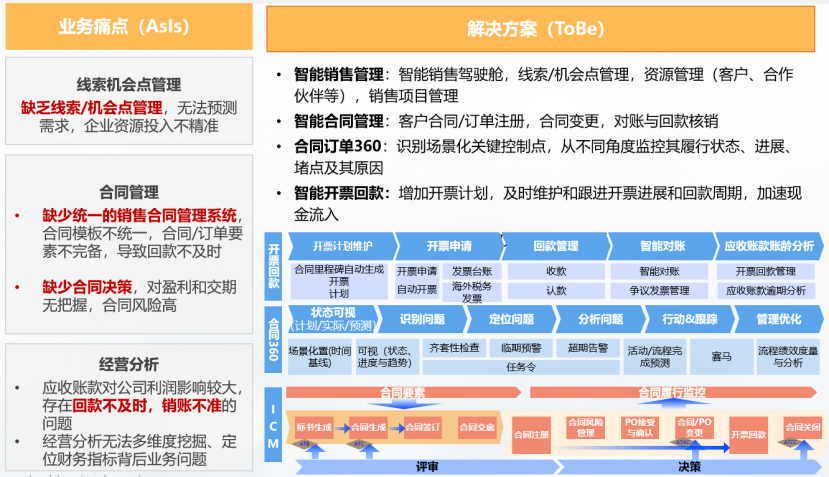 业务痛点（AsIs）
线索机会点管理
缺乏线索/机会点管理，无法预测
需求，企业资源投入不精准
合同管理
• 缺少统一的销售合同管理系统，
合同模板不统一，合同/订单要
素不完备，导致回款不及时
• 缺少合同决策，对盈利和交期
无把握，合同风险高
经营分析
• 应收账款对公司利润影响较大，
存在回款不及时，销账不准的
问题
• 经营分析无法多维度挖掘、定
位财务指标背后业务问题
解决方案（ToBe）
• 智能销售管理：智能销售驾驶舱，线索/机会点管理，资源管理（客户、合作
伙伴等），销售项目管理
• 智能合同管理：客户合同/订单注册，合同变更，对账与回款核销
• 合同订单360：识别场景化关键控制点，从不同角度监控其履行状态、进展、
堵点及其原因
• 智能开票回款：增加开票计划，及时维护和跟进开票进展和回款周期，加速现
金流入
开票回款
开票计划维护
开票申请
回款管理
智能对账
应收账款账龄分析
合同里程碑自动生成
开票
计划
开票申请
发票台账
自动开票
海外税务
发票
收款
认款
智能对账
争议发票管理
开票回款管理
应收账款逾期分析
合同360
状态可视
(计划/实际/预测)
识别问题
定位问题
分析问题
行动&跟踪
管理优化
场景化置(时间
基线)
可视（状态、
进度与趋势)
齐套性检查
临期预警
超期告警
任务令
活动/流程完
成预测
赛马
流程绩效度量
与分析
ICM
合同要素
合同履行监控
标书生成
合同生成
合同签订
合同交底
合同注册
合同风险
管理
PO接受
与确认
合同/PO
变更
开票回款
合同关闭
ATB
ATC
ATAC
ATCC
评审
决策